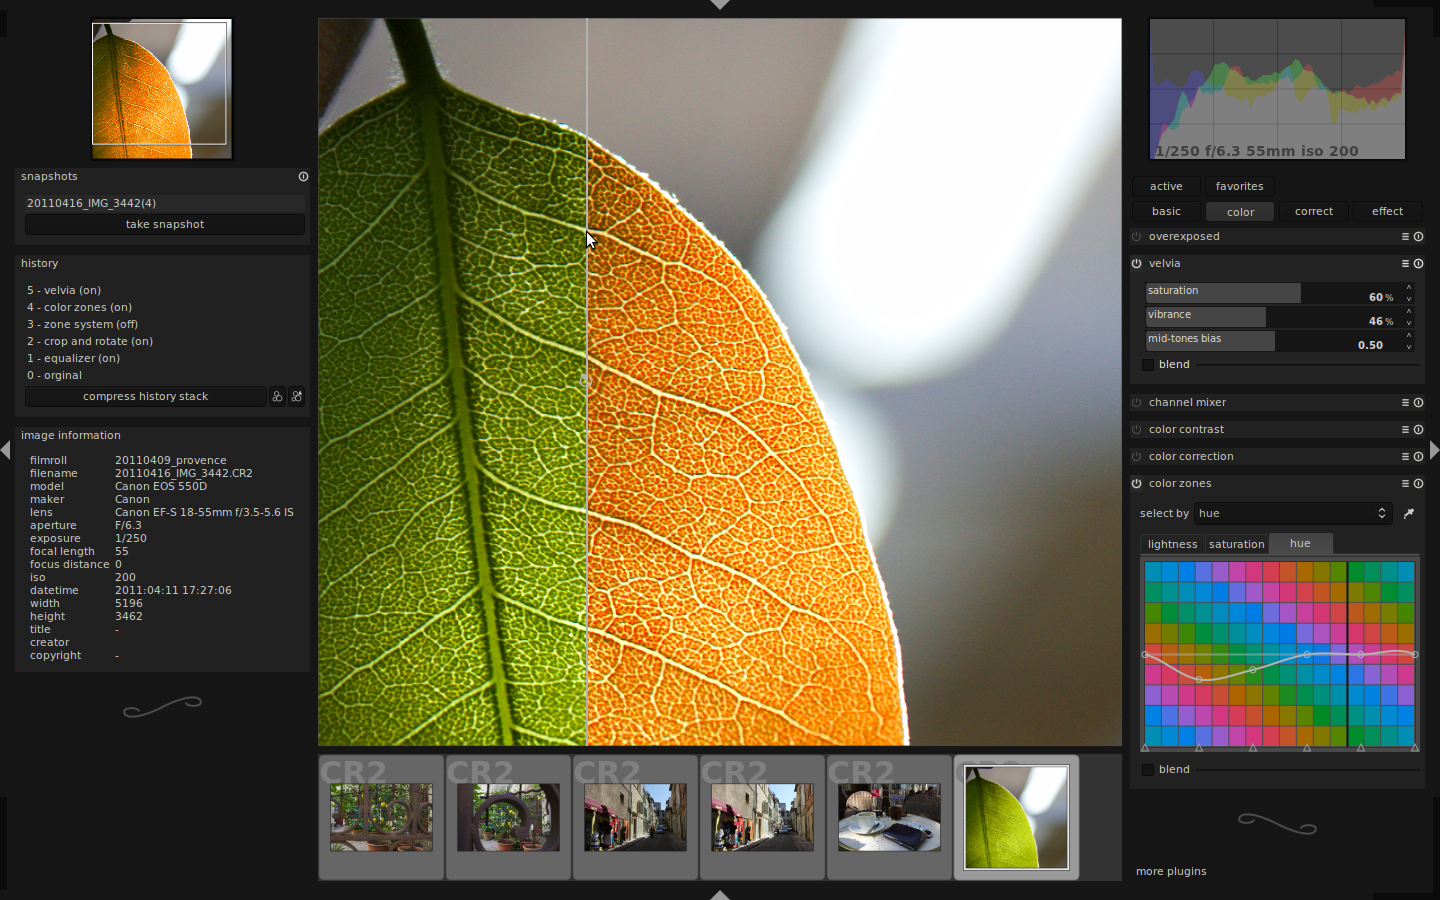 snapshots
20110416_IMG_3442(4)
take snapshot
history
5 - velvia (on)
4 - color zones (on)
3 - zone system (off)
2 - crop and rotate (on)
1 - equalizer (on)
0 - orginal
compress history stack
image information
filmroll 20110409_provence
filename 20110416_IMG_3442.CR2
model Canon EOS 550D
maker Canon
lens Canon EF-S 18-55mm f/3.5-5.6 IS
aperture F/6.3
exposure 1/250
focal length 55
focus distance 0
iso 200
datetime 2011:04:11 17:27:06
width 5196
height 3462
title -
creator
copyright -
CR2 CR2 CR2 CR2 CR2 CR2
1/250 f/6.3 55mm iso 200
active favorites
basic color correct effect
overexposed
velvia
saturation 60 %
vibrance 46 %
mid-tones bias 0.50
blend
channel mixer
color contrast
color correction
color zones
select by hue
lightness saturation hue
blend
more plugins